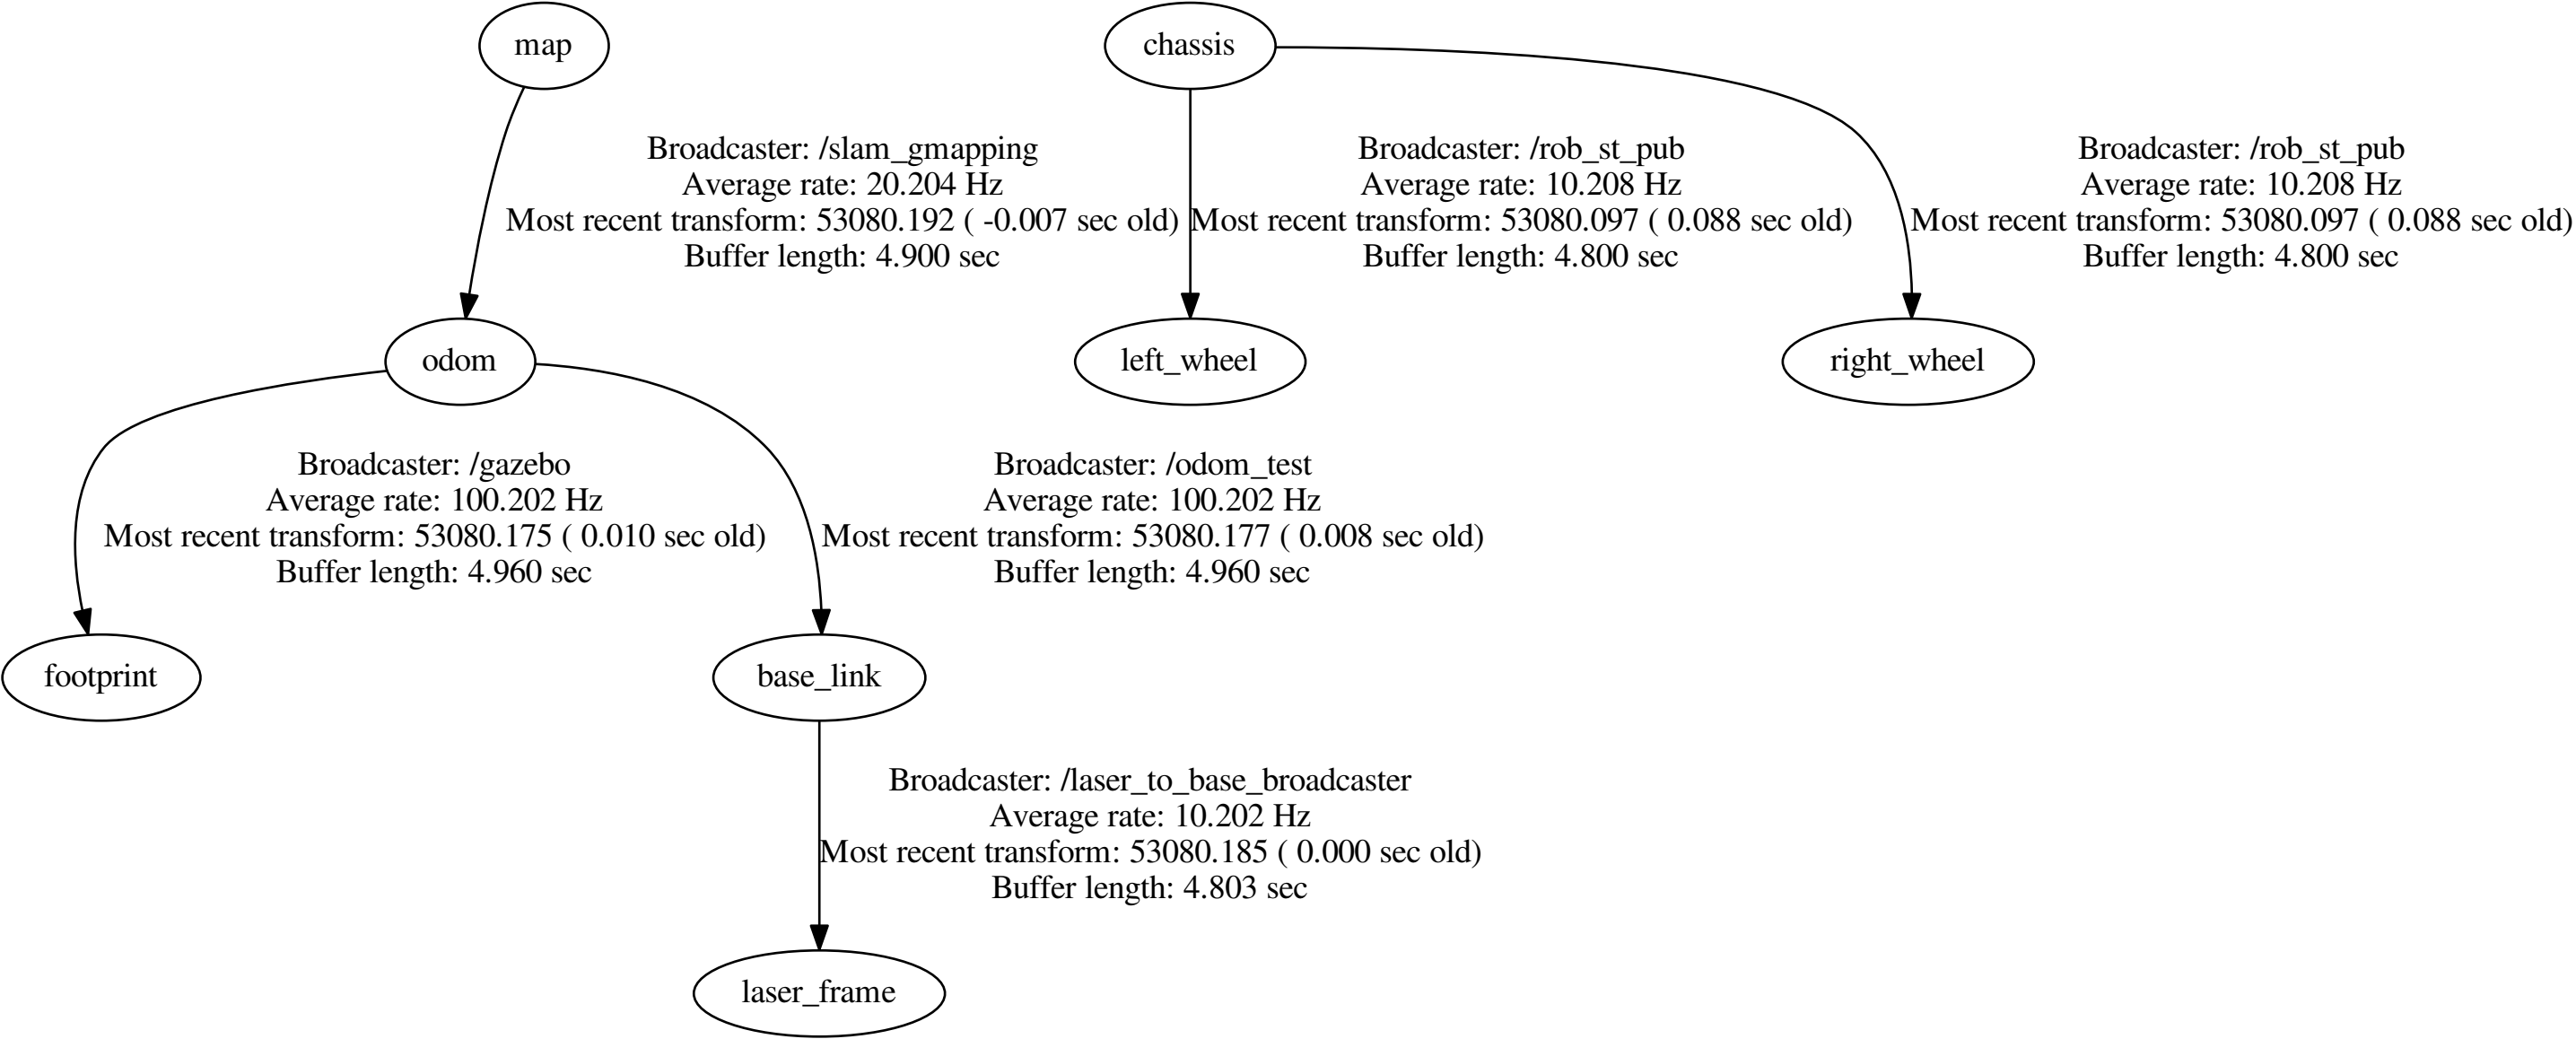 map
chassis
Broadcaster: /slam_gmapping
Average rate: 20.204 Hz
Most recent transform: 53080.192 ( -0.007 sec old)
Buffer length: 4.900 sec
Broadcaster: /rob_st_pub
Average rate: 10.208 Hz
Most recent transform: 53080.097 ( 0.088 sec old)
Buffer length: 4.800 sec
Broadcaster: /rob_st_pub
Average rate: 10.208 Hz
Most recent transform: 53080.097 ( 0.088 sec old)
Buffer length: 4.800 sec
odom
left_wheel
right_wheel
Broadcaster: /gazebo
Average rate: 100.202 Hz
Most recent transform: 53080.175 ( 0.010 sec old)
Buffer length: 4.960 sec
Broadcaster: /odom_test
Average rate: 100.202 Hz
Most recent transform: 53080.177 ( 0.008 sec old)
Buffer length: 4.960 sec
footprint
base_link
Broadcaster: /laser_to_base_broadcaster
Average rate: 10.202 Hz
Most recent transform: 53080.185 ( 0.000 sec old)
Buffer length: 4.803 sec
laser_frame